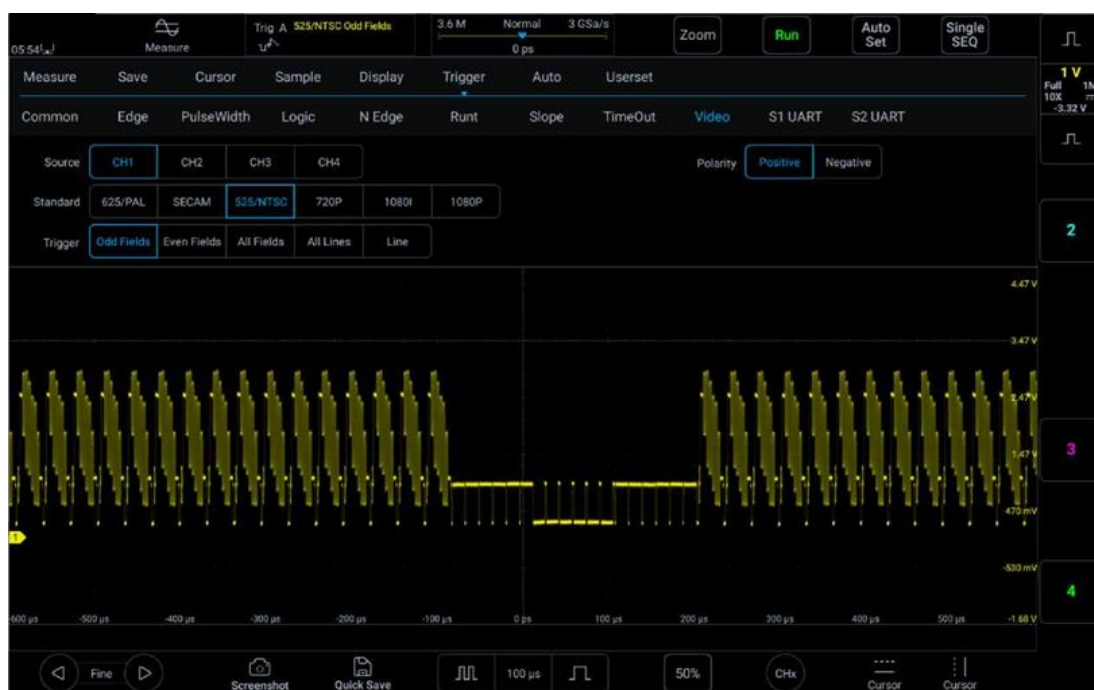 Trig A 525/NTSC Odd Fields
3.6 M Normal 3 GSa/s
05:54 Measure 0 ps
Zoom Run Auto Set Single SEQ
Measure Save Cursor Sample Display Trigger Auto Userset
1 V
Full 1M
10X
-3.32 V
Common Edge PulseWidth Logic N Edge Runt Slope TimeOut Video S1 UART S2 UART
Source CH1 CH2 CH3 CH4 Polarity Positive Negative
Standard 625/PAL SECAM 525/NTSC 720P 1080I 1080P
Trigger Odd Fields Even Fields All Fields All Lines Line
2
4.47 V
3.47 V
2.47 V
1.47 V
3
470 mV
1
-530 mV
4
-600 µs -500 µs -400 µs -300 µs -200 µs -100 µs 0 ps 100 µs 200 µs 300 µs 400 µs 500 µs -1.68 V
Fine Screenshot Quick Save 100 µs 50% CHx Cursor Cursor